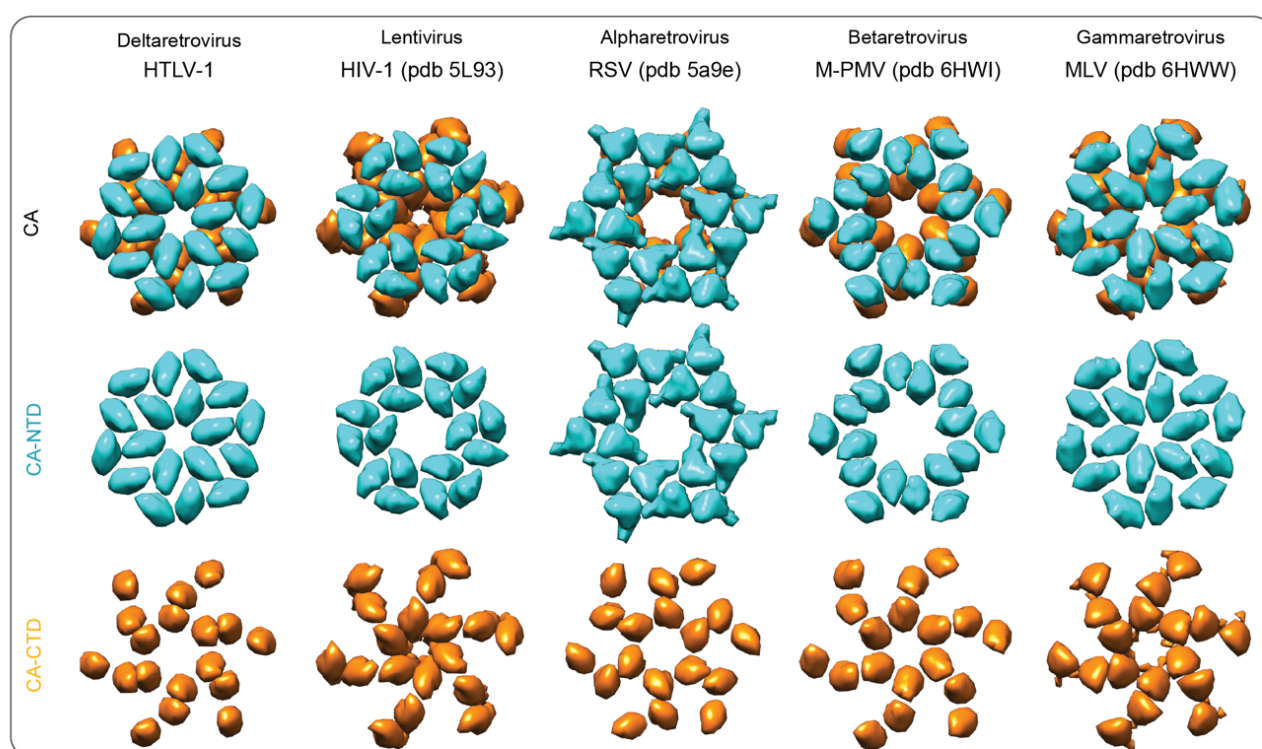 Deltaretrovirus Lentivirus Alpharetrovirus Betaretrovirus Gammaretrovirus
HTLV-1 HIV-1 (pdb 5L93) RSV (pdb 5a9e) M-PMV (pdb 6HWI) MLV (pdb 6HWW)
CA
CA-NTD
CA-CTD